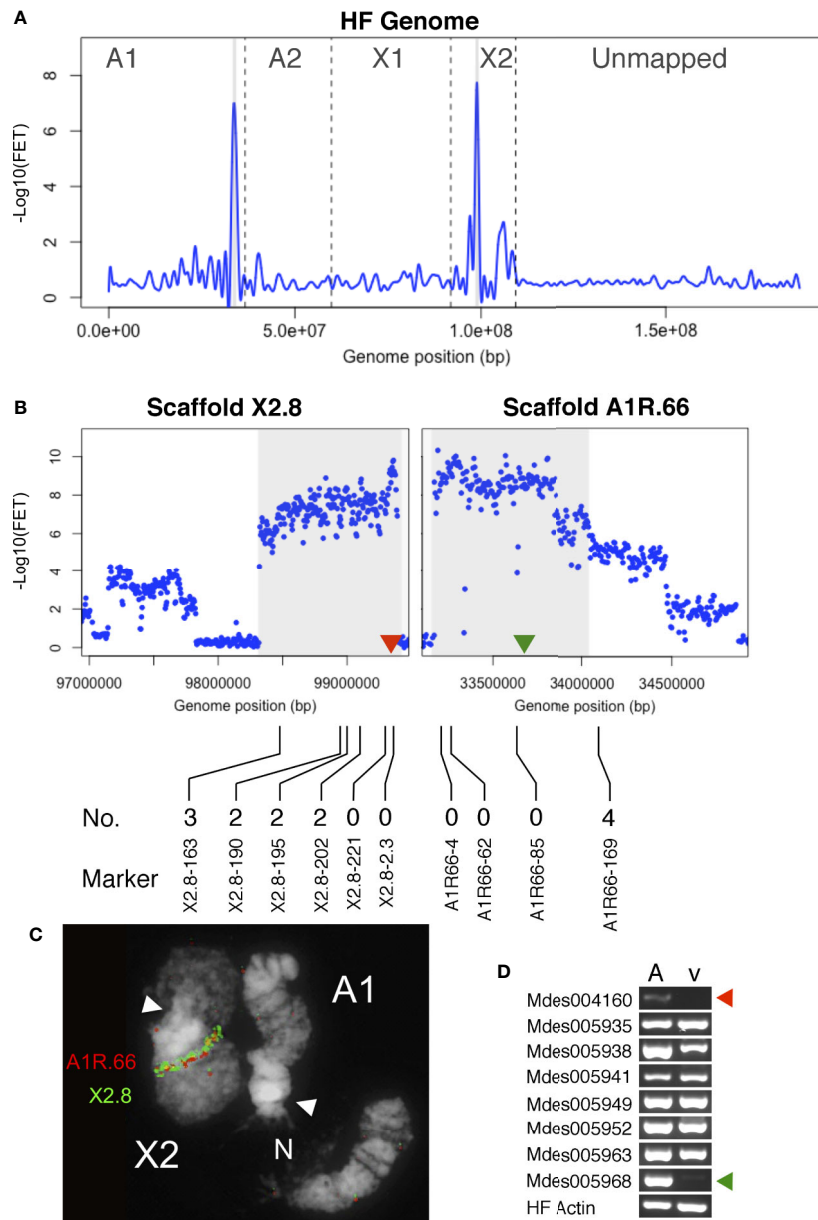 A
HF Genome
A1 A2 X1 X2 Unmapped
-Log10(FET)
8
6
4
2
0
0.0e+00 5.0e+07 1.0e+08 1.5e+08
Genome position (bp)
B
Scaffold X2.8 Scaffold A1R.66
-Log10(FET)
10
8
6
4
2
0
97000000 98000000 99000000 33500000 34000000 34500000
Genome position (bp) Genome position (bp)
No. 3 2 2 2 0 0 0 0 0 4
Marker X2.8-163 X2.8-190 X2.8-195 X2.8-202 X2.8-221 X2.8-2.3 A1R66-4 A1R66-62 A1R66-85 A1R66-169
C
A1
A1R.66
X2.8
X2
N
D
A v
Mdes004160
Mdes005935
Mdes005938
Mdes005941
Mdes005949
Mdes005952
Mdes005963
Mdes005968
HF Actin